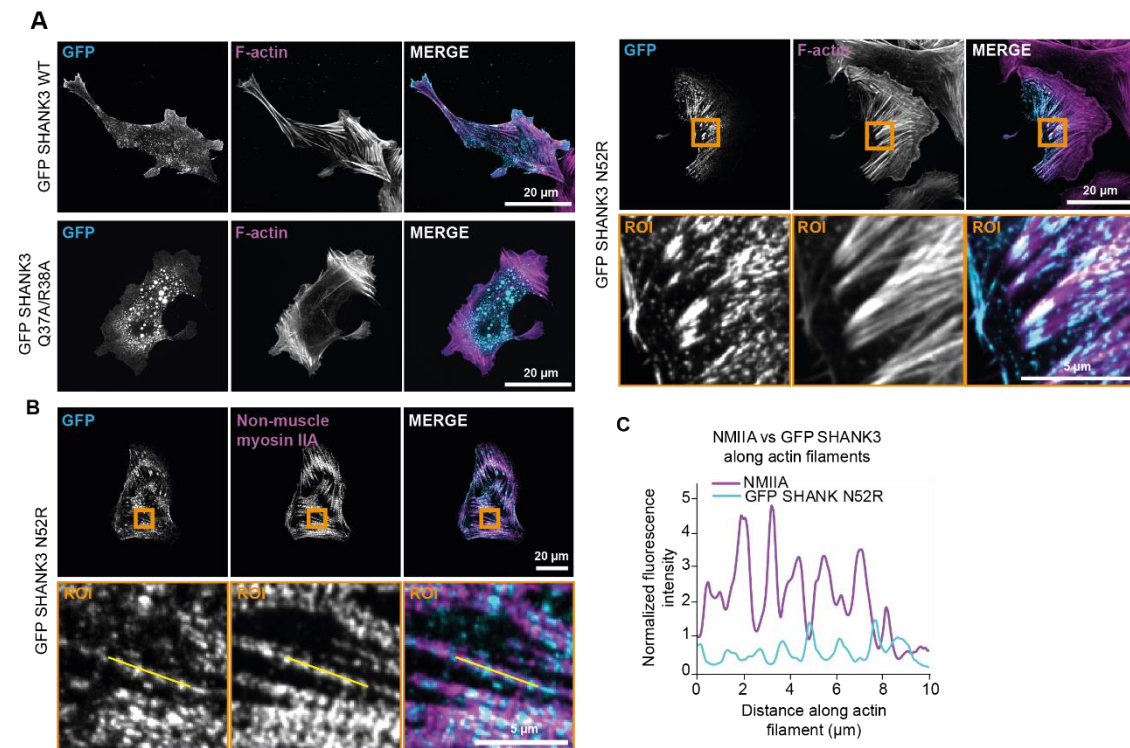 A
GFP
F-actin
MERGE
GFP SHANK3 WT
20 µm
GFP
F-actin
MERGE
GFP SHANK3
Q37A/R38A
20 µm
GFP
F-actin
MERGE
GFP SHANK3 N52R
20 µm
ROI
ROI
ROI
5 µm
B
GFP
Non-muscle
myosin IIA
MERGE
GFP SHANK3 N52R
20 µm
ROI
ROI
ROI
5 µm
C
NMIIA vs GFP SHANK3
along actin filaments
NMIIA
GFP SHANK N52R
Normalized fluorescence
intensity
5
4
3
2
1
0
0 2 4 6 8 10
Distance along actin
filament (µm)